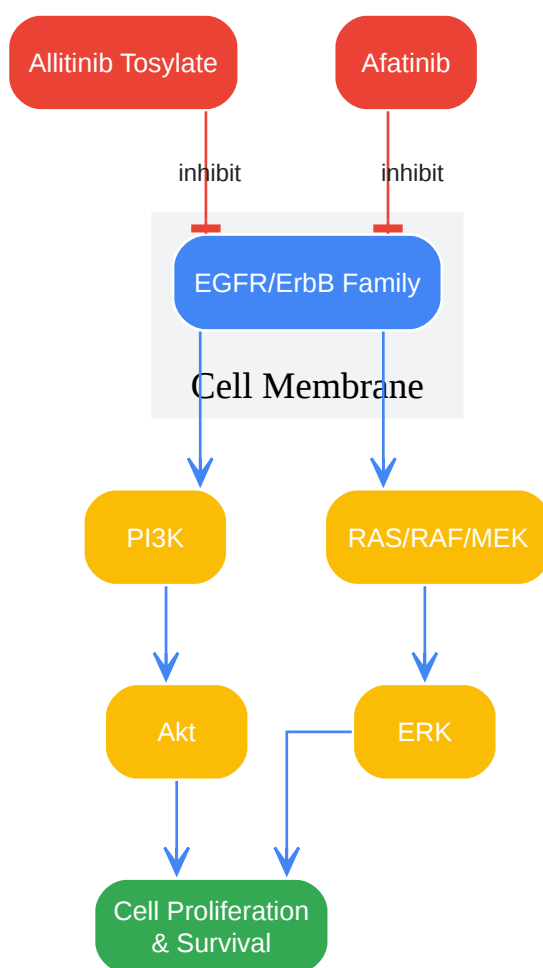 Allitinib Tosylate
Afatinib
inhibit
inhibit
EGFR/ErbB Family
Cell Membrane
PI3K
RAS/RAF/MEK
Akt
ERK
Cell Proliferation
& Survival